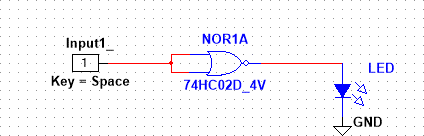 Input1_
1
Key = Space
NOR1A
74HC02D_4V
LED
GND